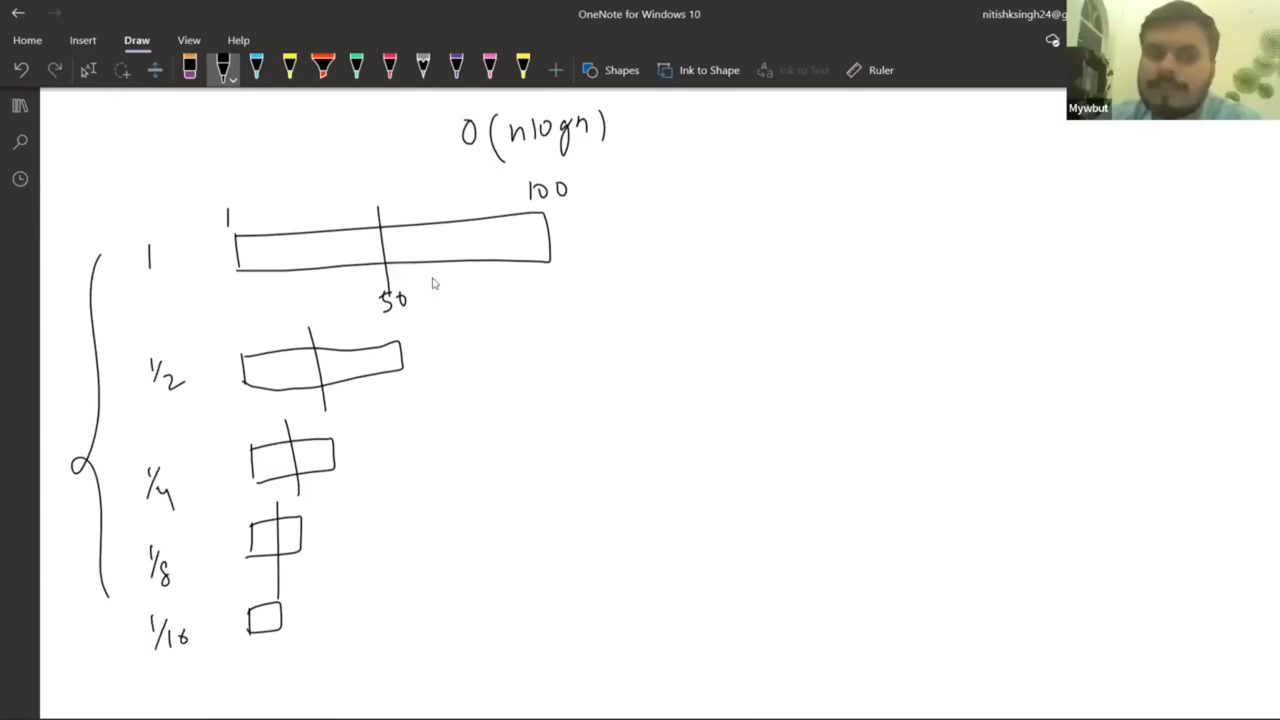 OneNote for Windows 10
nitishksingh24@g
Home Insert Draw View Help
Shapes Ink to Shape Ink to Text Ruler
Mywbut
O(nlogn)
100
1
1
50
1/2
1/4
1/8
1/16